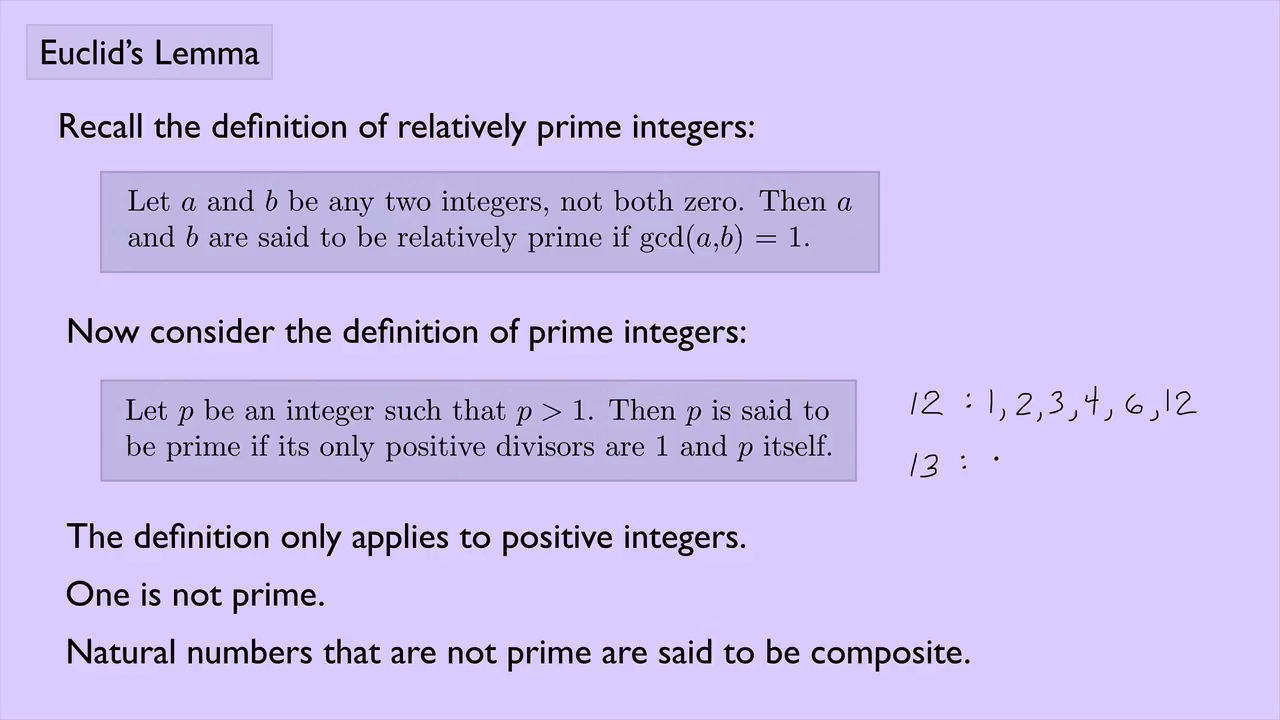 Euclid's Lemma
Recall the definition of relatively prime integers:
Let a and b be any two integers, not both zero. Then a
and b are said to be relatively prime if gcd(a,b) = 1.
Now consider the definition of prime integers:
Let p be an integer such that p > 1. Then p is said to
be prime if its only positive divisors are 1 and p itself.
12 : 1, 2, 3, 4, 6, 12
13 :
The definition only applies to positive integers.
One is not prime.
Natural numbers that are not prime are said to be composite.